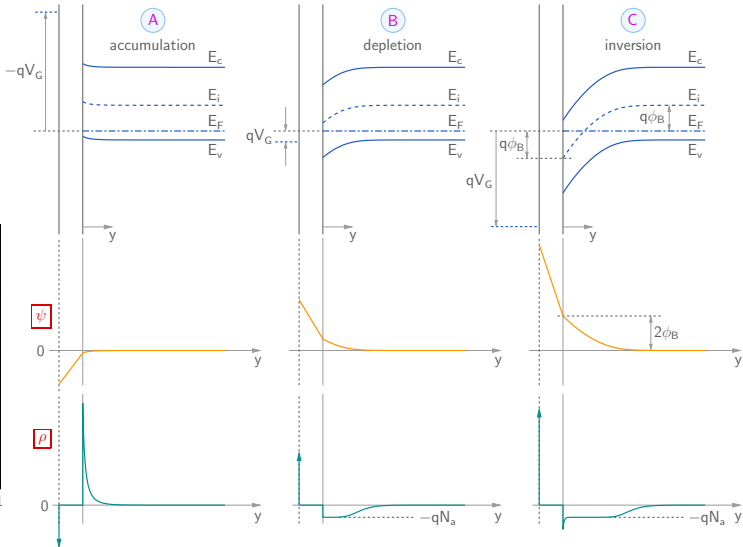 A
B
C
accumulation
depletion
inversion
−qV_G
E_c
E_i
E_F
E_v
y
qV_G
E_c
E_i
E_F
E_v
y
qϕ_B
qV_G
E_c
E_i
qϕ_B
E_F
E_v
y
ψ
0
y
y
2ϕ_B
y
ρ
0
y
−qN_a
y
−qN_a
y